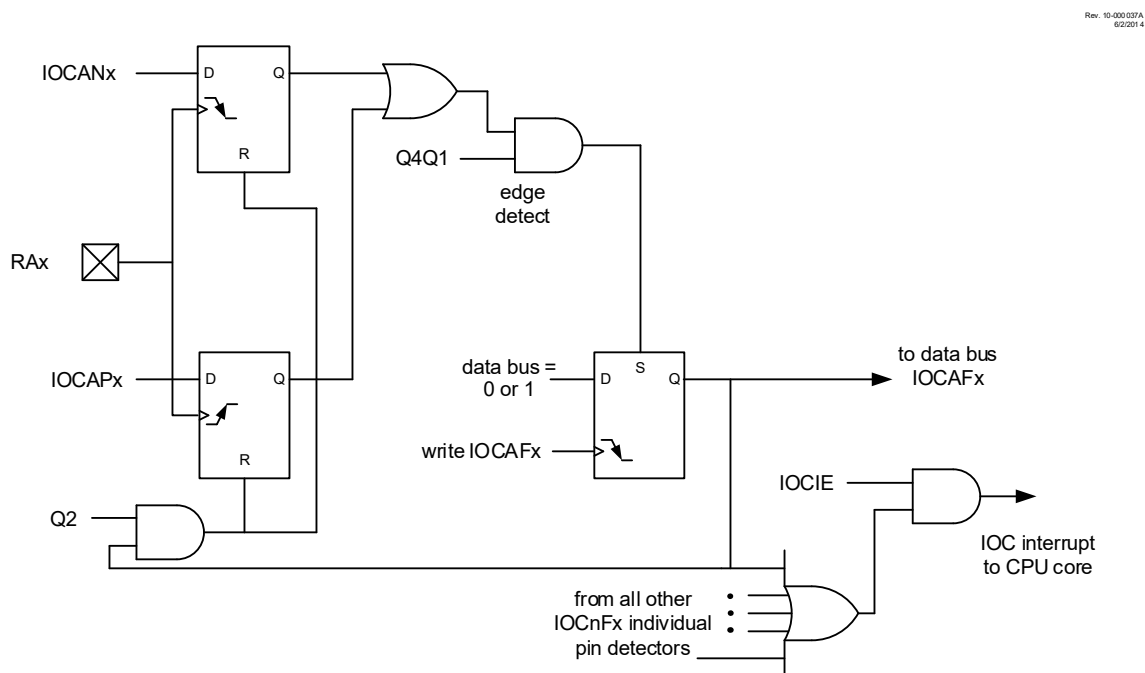 Rev. 10-000037A
6/2/2014
IOCANx
D
Q
R
Q4Q1
edge
detect
RAx
IOCAPx
D
Q
R
data bus =
0 or 1
D
S
Q
to data bus
IOCAFx
write IOCAFx
IOCIE
Q2
IOC interrupt
to CPU core
from all other
IOCnFx individual
pin detectors